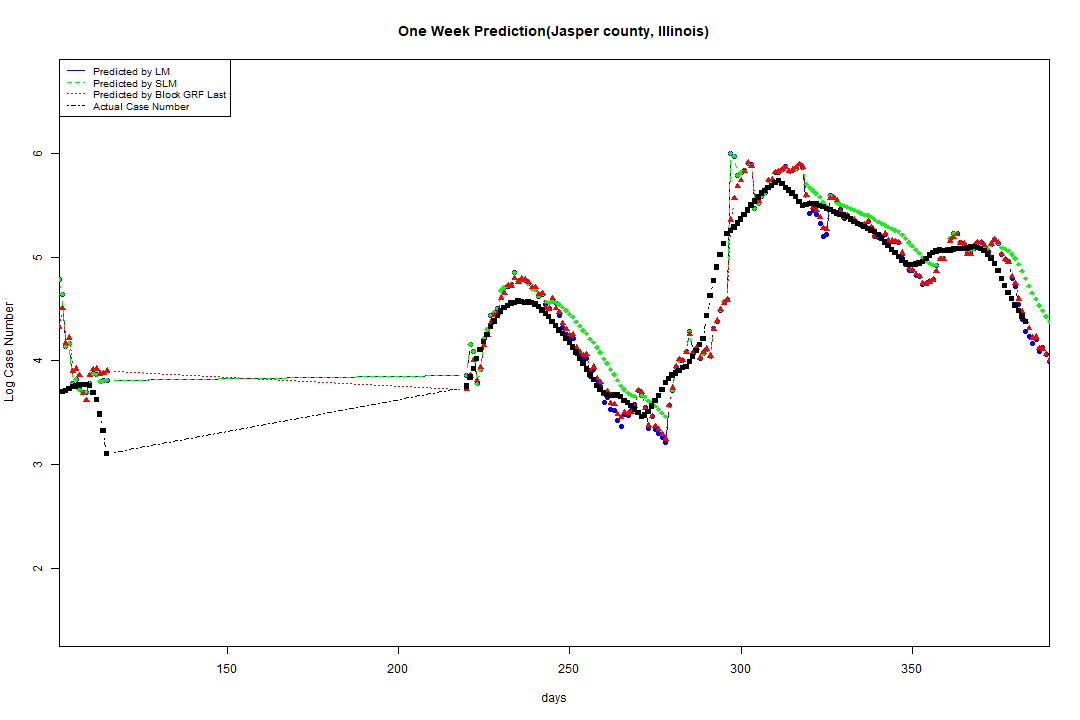 One Week Prediction(Jasper county, Illinois)
Predicted by LM
Predicted by SLM
Predicted by Block GRF Last
Actual Case Number
6
5
4
3
2
Log Case Number
150 200 250 300 350
days